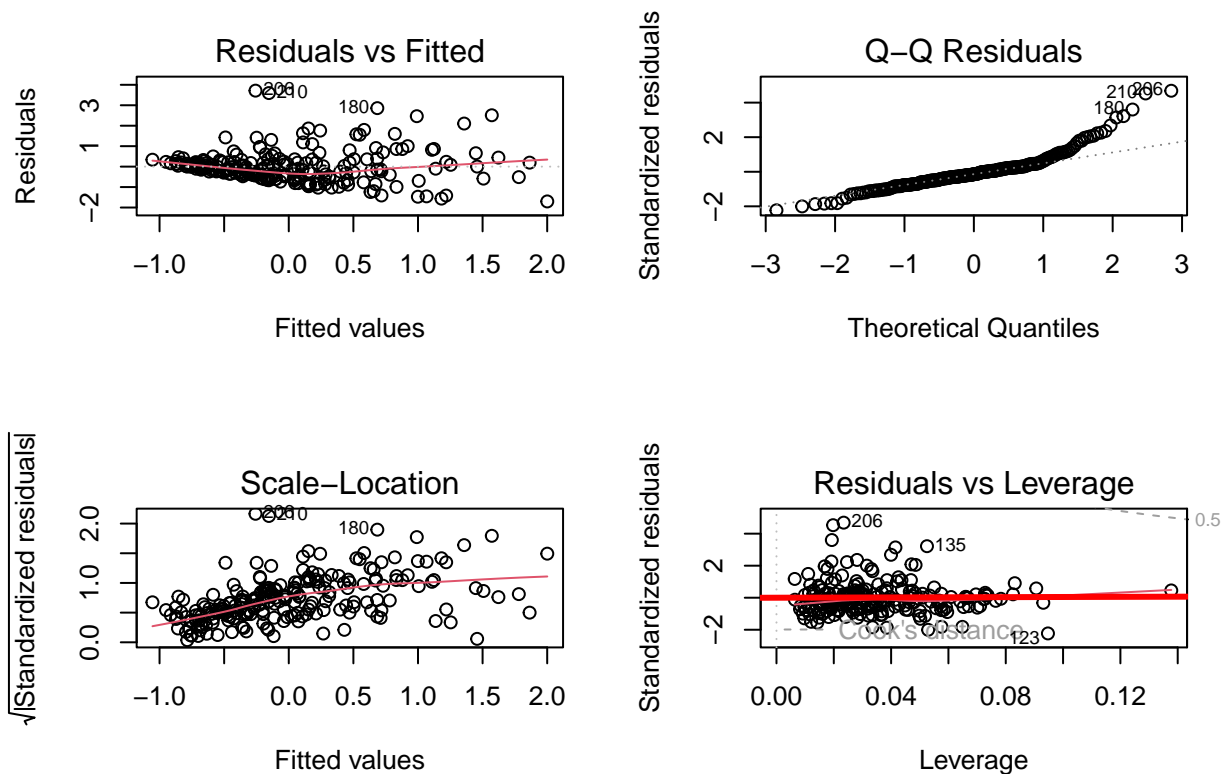 Residuals vs Fitted
Residuals
3
1
−2
206
210
180
−1.0 0.0 0.5 1.0 1.5 2.0
Fitted values
Q−Q Residuals
Standardized residuals
2
−2
210
206
180
−3 −2 −1 0 1 2 3
Theoretical Quantiles
Scale−Location
√|Standardized residuals|
2.0
1.0
0.0
210
180
−1.0 0.0 0.5 1.0 1.5 2.0
Fitted values
Residuals vs Leverage
Standardized residuals
2
−2
206
135
123
0.5
Cook's distance
0.00 0.04 0.08 0.12
Leverage